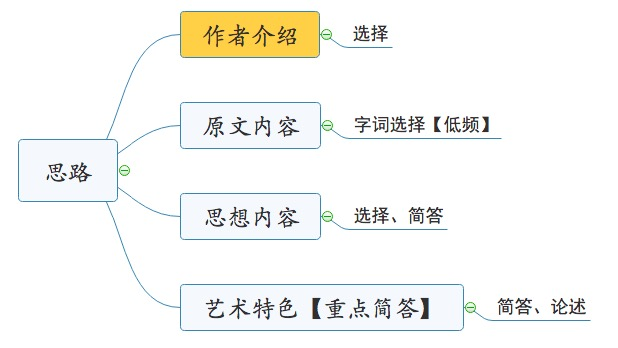 作者介绍
选择
原文内容
字词选择【低频】
思路
思想内容
选择、简答
艺术特色【重点简答】
简答、论述